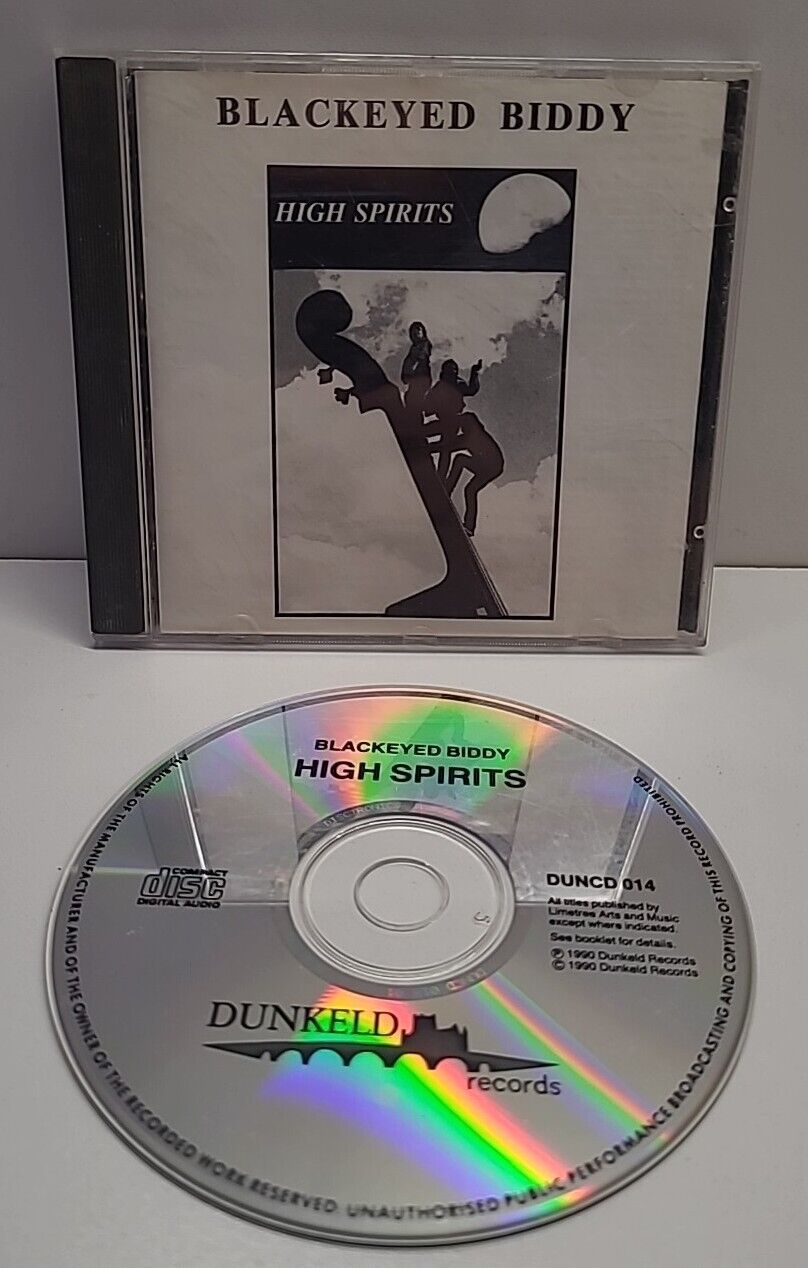 BLACKEYED BIDDY
HIGH SPIRITS
BLACKEYED BIDDY
HIGH SPIRITS
COMPACT
disc
DIGITAL AUDIO
DUNCD 014
All titles published by
Limetree Arts and Music
except where indicated.
See booklet for details.
℗ 1990 Dunkeld Records
© 1990 Dunkeld Records
DUNKELD
records
ALL RIGHTS OF THE MANUFACTURER AND OF THE OWNER OF THE RECORDED WORK RESERVED. UNAUTHORISED PUBLIC PERFORMANCE BROADCASTING AND COPYING OF THIS RECORD PROHIBITED